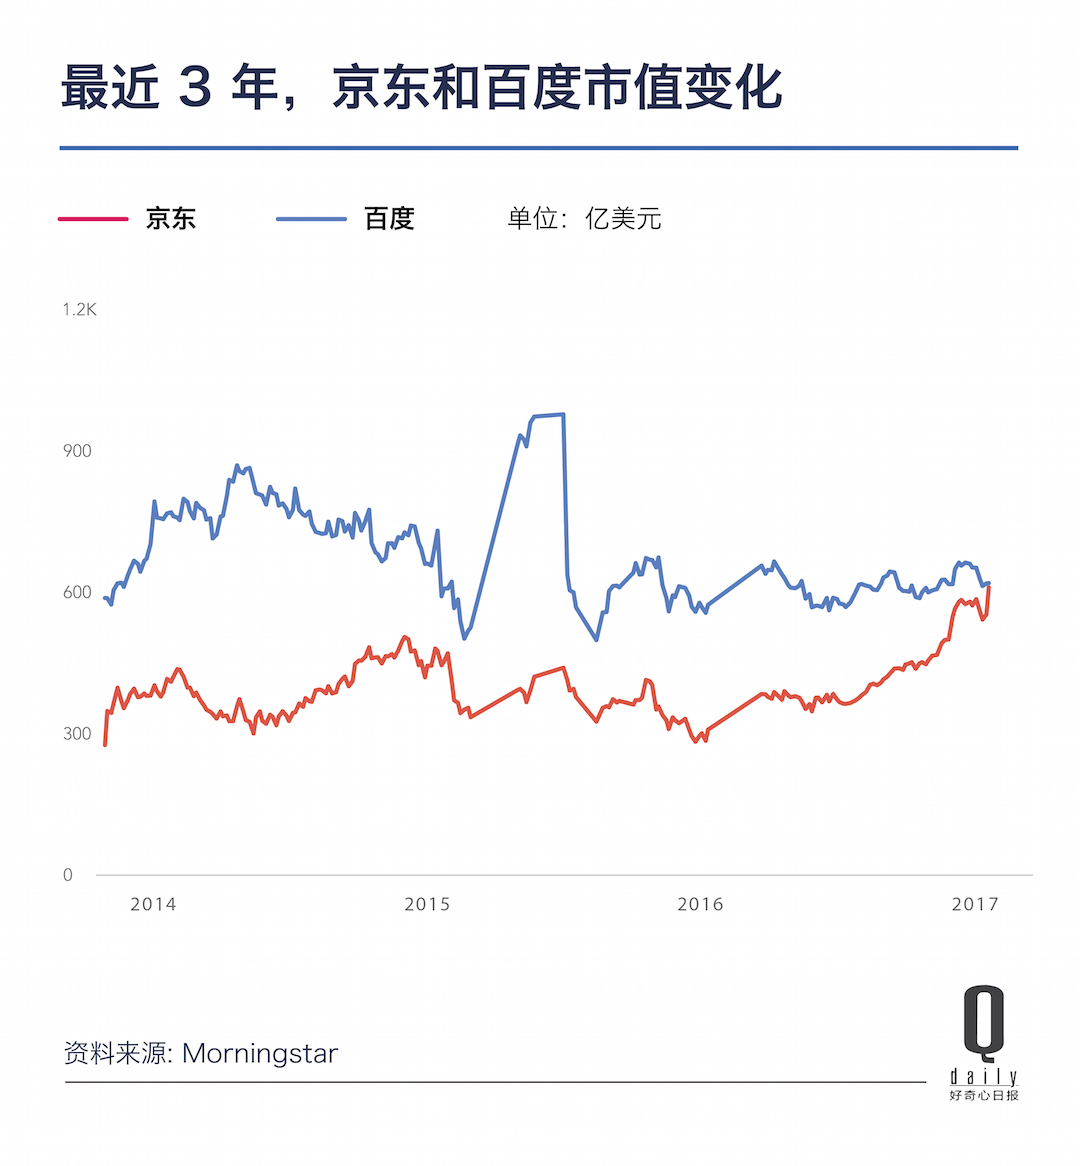 最近 3 年，京东和百度市值变化
京东 百度 单位：亿美元
1.2K
900
600
300
0
2014 2015 2016 2017
资料来源: Morningstar
Q
daily
好奇心日报